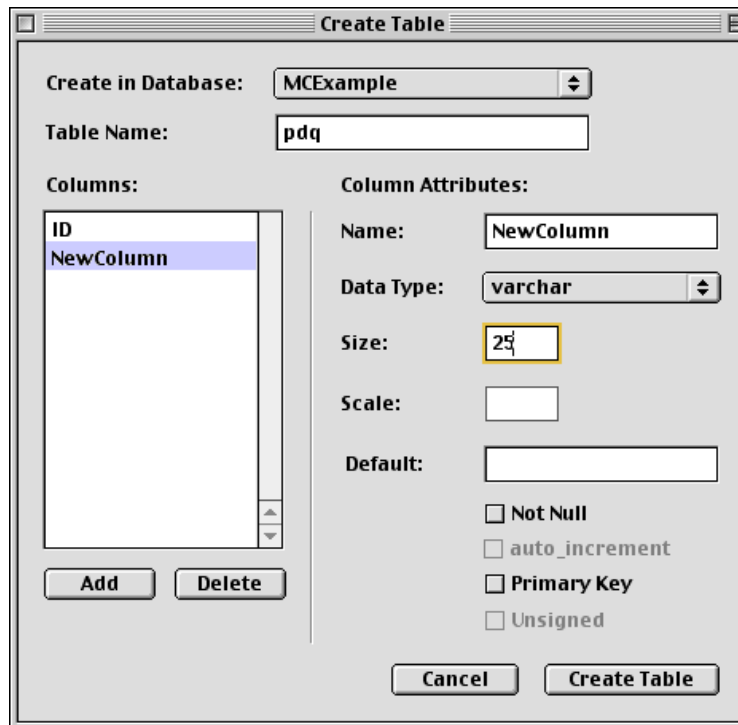 Create Table
Create in Database: MCExample
Table Name: pdq
Columns: Column Attributes:
ID
NewColumn
Name: NewColumn
Data Type: varchar
Size: 25
Scale:
Default:
Not Null
auto_increment
Primary Key
Unsigned
Add Delete
Cancel Create Table